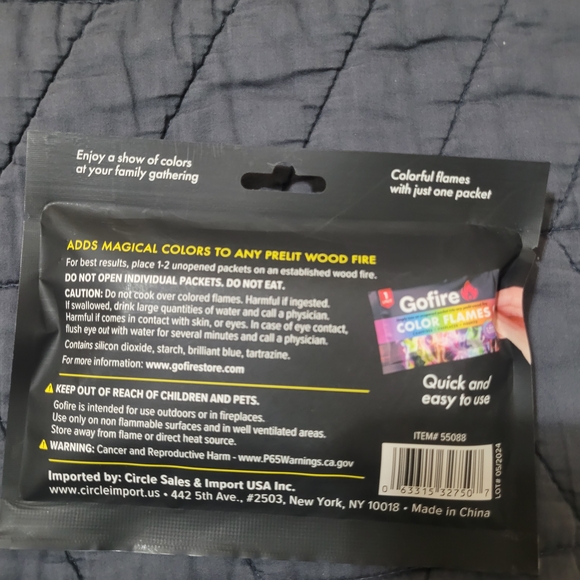 Enjoy a show of colors
at your family gathering
Colorful flames
with just one packet
ADDS MAGICAL COLORS TO ANY PRELIT WOOD FIRE
For best results, place 1-2 unopened packets on an established wood fire.
DO NOT OPEN INDIVIDUAL PACKETS. DO NOT EAT.
CAUTION: Do not cook over colored flames. Harmful if ingested.
If swallowed, drink large quantities of water and call a physician.
Harmful if comes in contact with skin, or eyes. In case of eye contact,
flush eye out with water for several minutes and call a physician.
Contains silicon dioxide, starch, brilliant blue, tartrazine.
For more information: www.gofirestore.com
KEEP OUT OF REACH OF CHILDREN AND PETS.
Gofire is intended for use outdoors or in fireplaces.
Use only on non flammable surfaces and in well ventilated areas.
Store away from flame or direct heat source.
WARNING: Cancer and Reproductive Harm - www.P65Warnings.ca.gov
Imported by: Circle Sales & Import USA Inc.
www.circleimport.us • 442 5th Ave., #2503, New York, NY 10018 • Made in China
1
Gofire
COLOR FLAMES
Quick and
easy to use
ITEM# 55088
0 63315 32750 7
LOT# 05/2024